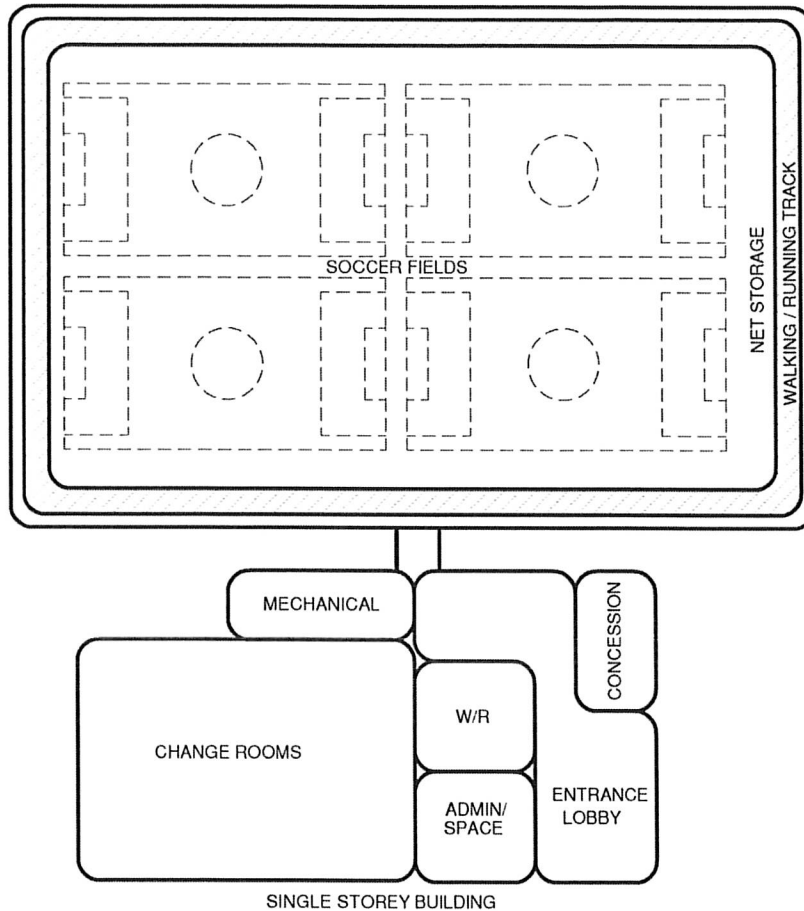 SOCCER FIELDS
NET STORAGE
WALKING / RUNNING TRACK
MECHANICAL
CONCESSION
W/R
CHANGE ROOMS
ADMIN/
SPACE
ENTRANCE
LOBBY
SINGLE STOREY BUILDING